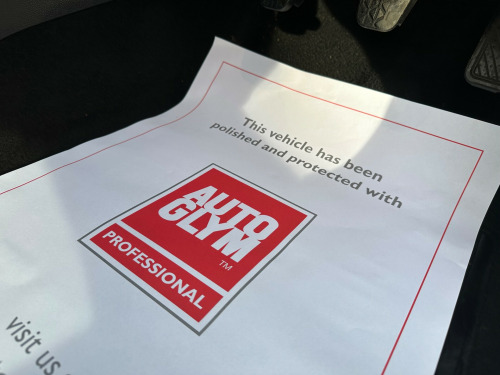 This vehicle has been
polished and protected with
AUTO
GLYM
TM
PROFESSIONAL
visit us